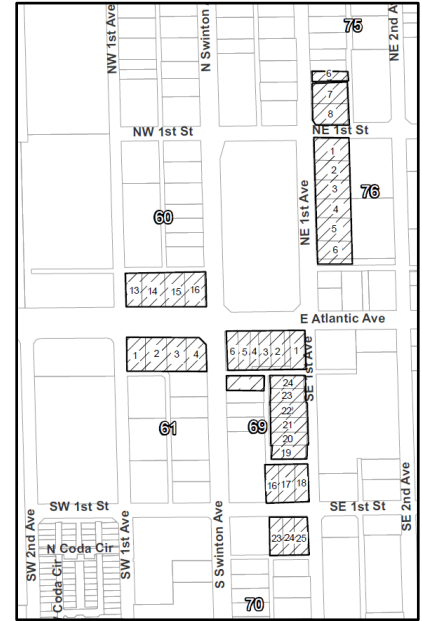 75
NW 1st Ave
N Swinton Ave
NE 2nd Ave
6
7
8
NW 1st St
NE 1st St
1
2
3
4
5
6
76
NE 1st Ave
60
13 14 15 16
E Atlantic Ave
1 2 3 4
6 5 4 3 2 1
SE 1st Ave
24
23
22
21
20
19
61
69
16 17 18
SW 1st St
SE 1st St
SW 2nd Ave
N Coda Cir
SW 1st Ave
S Swinton Ave
SE 2nd Ave
23 24 25
Coda Cir
70